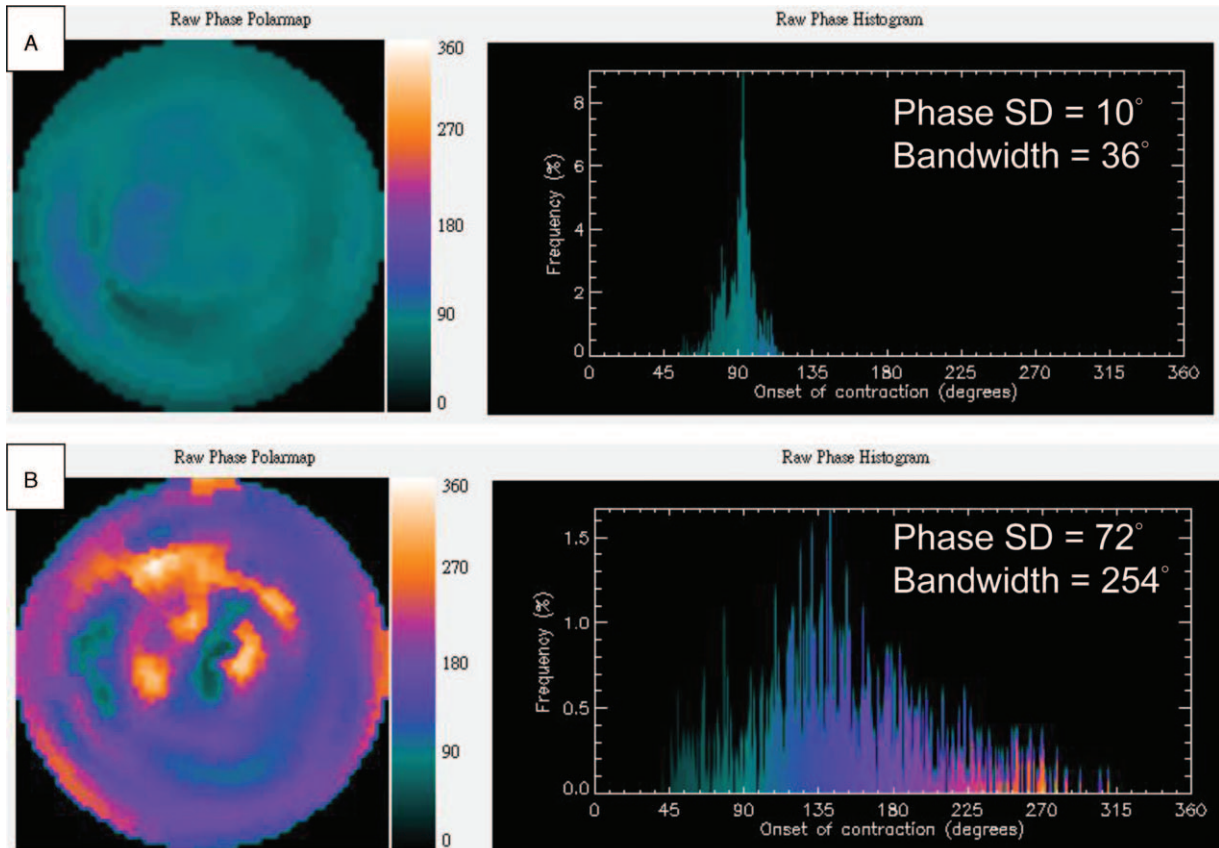 A
Raw Phase Polarmap
360
270
180
90
0
Raw Phase Histogram
Phase SD = 10°
Bandwidth = 36°
Frequency (%)
8
6
4
2
0
0 45 90 135 180 225 270 315 360
Onset of contraction (degrees)
B
Raw Phase Polarmap
360
270
180
90
0
Raw Phase Histogram
Phase SD = 72°
Bandwidth = 254°
Frequency (%)
1.5
1.0
0.5
0.0
0 45 90 135 180 225 270 315 360
Onset of contraction (degrees)